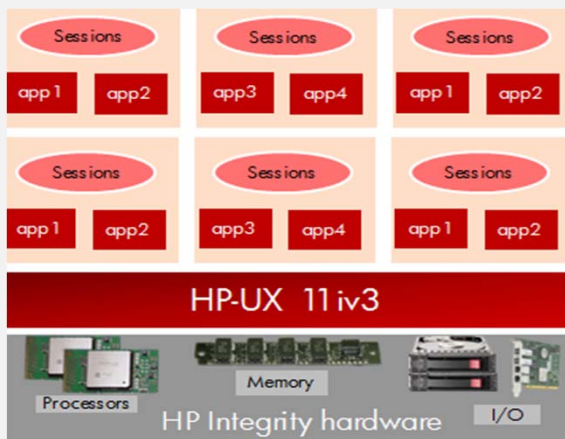 Sessions Sessions Sessions
app1 app2 app3 app4 app1 app2
Sessions Sessions Sessions
app1 app2 app3 app4 app1 app2
HP-UX 11iv3
Processors Memory I/O
HP Integrity hardware